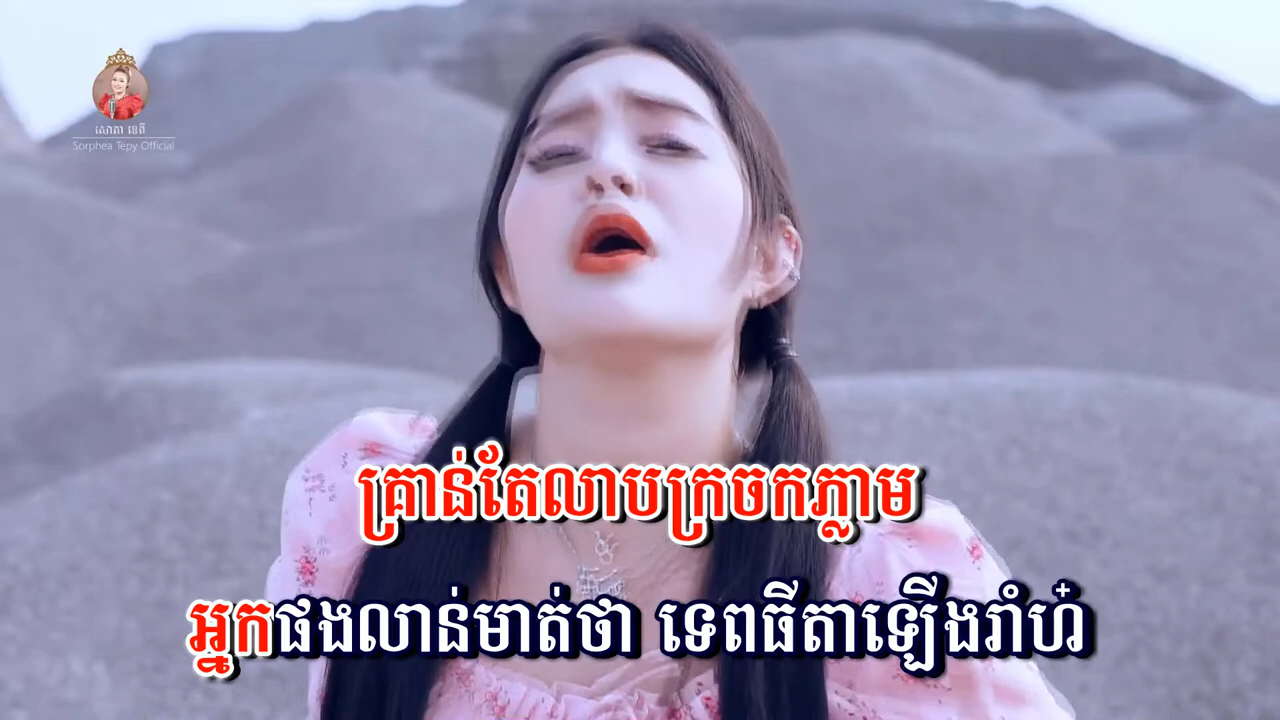 សោភា ទេពី
Sorphea Tepy Official
គ្រាន់តែលាបក្រចកភ្លាម
អ្នកផងលាន់មាត់ថា ទេពធីតាឡើងរាំហ៎